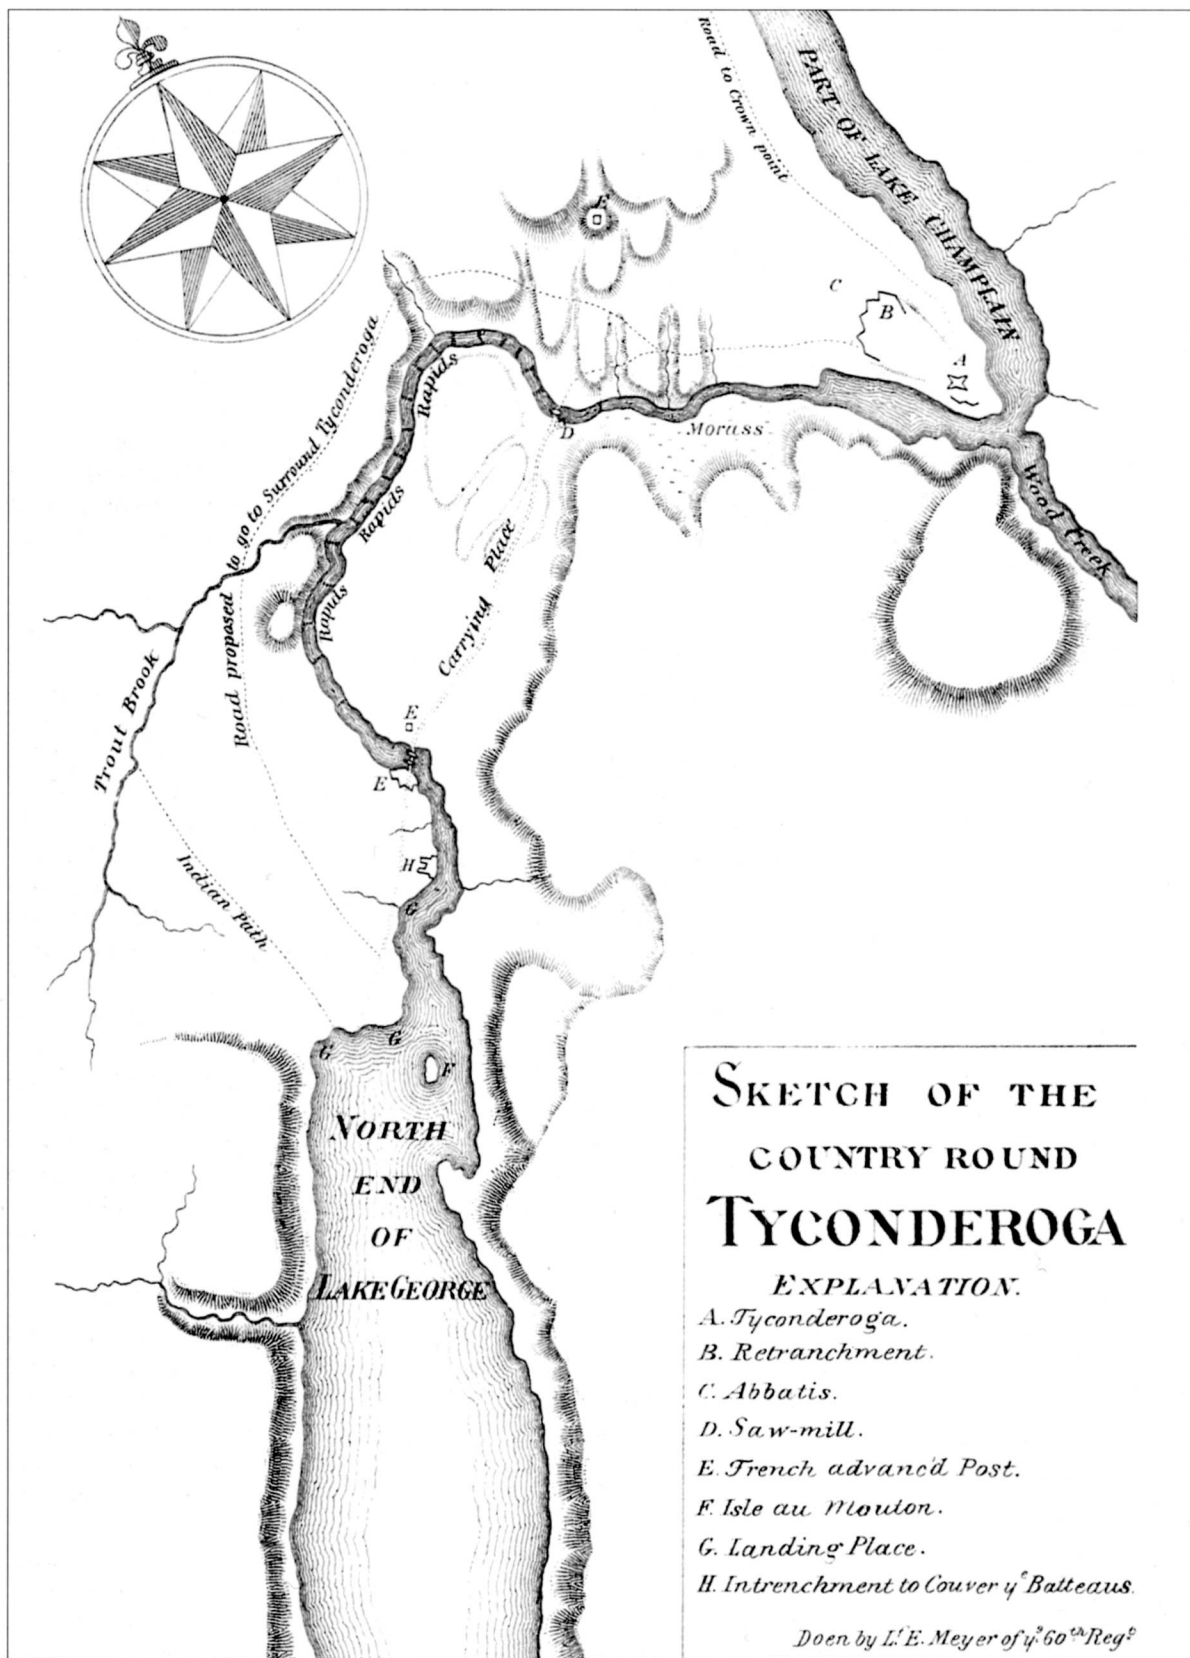 Road to Crown point
PART OF LAKE CHAMPLAIN
E
C
B
A
Rapids
D
Morass
Wood Creek
Road proposed to go to Surround Tyconderoga
Rapids
Carrying Place
Rapids
Trout Brook
E
E
H
Indian Path
G
G
G
F
NORTH
END
OF
LAKE GEORGE
SKETCH OF THE
COUNTRY ROUND
TYCONDEROGA
EXPLANATION.
A. Tyconderoga.
B. Retranchment.
C. Abbatis.
D. Saw-mill.
E. French advanc'd Post.
F. Isle au Mouton.
G. Landing Place.
H. Intrenchment to Couver yᵉ Batteaus.
Doen by Lᵗ E. Meyer of yᵉ 60ᵗʰ Regᵗ